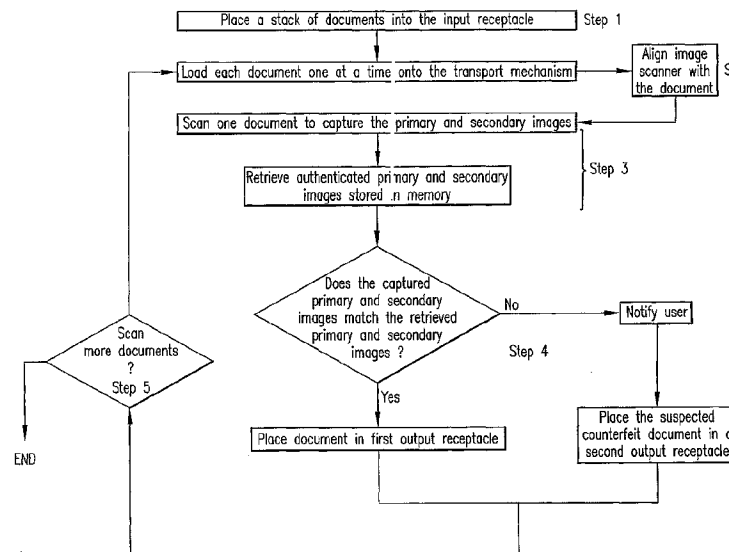 Place a stack of documents into the input receptacle
Step 1
Load each document one at a time onto the transport mechanism
Align image
scanner with
the document
S
Scan one document to capture the primary and secondary images
Retrieve authenticated primary and secondary
images stored .n memory
Step 3
Does the captured
primary and secondary
images match the retrieved
primary and secondary
images ?
No
Notify user
Step 4
Scan
more documents
?
Step 5
Yes
END
Place document in first output receptacle
Place the suspected
counterfeit document in a
second output receptacle